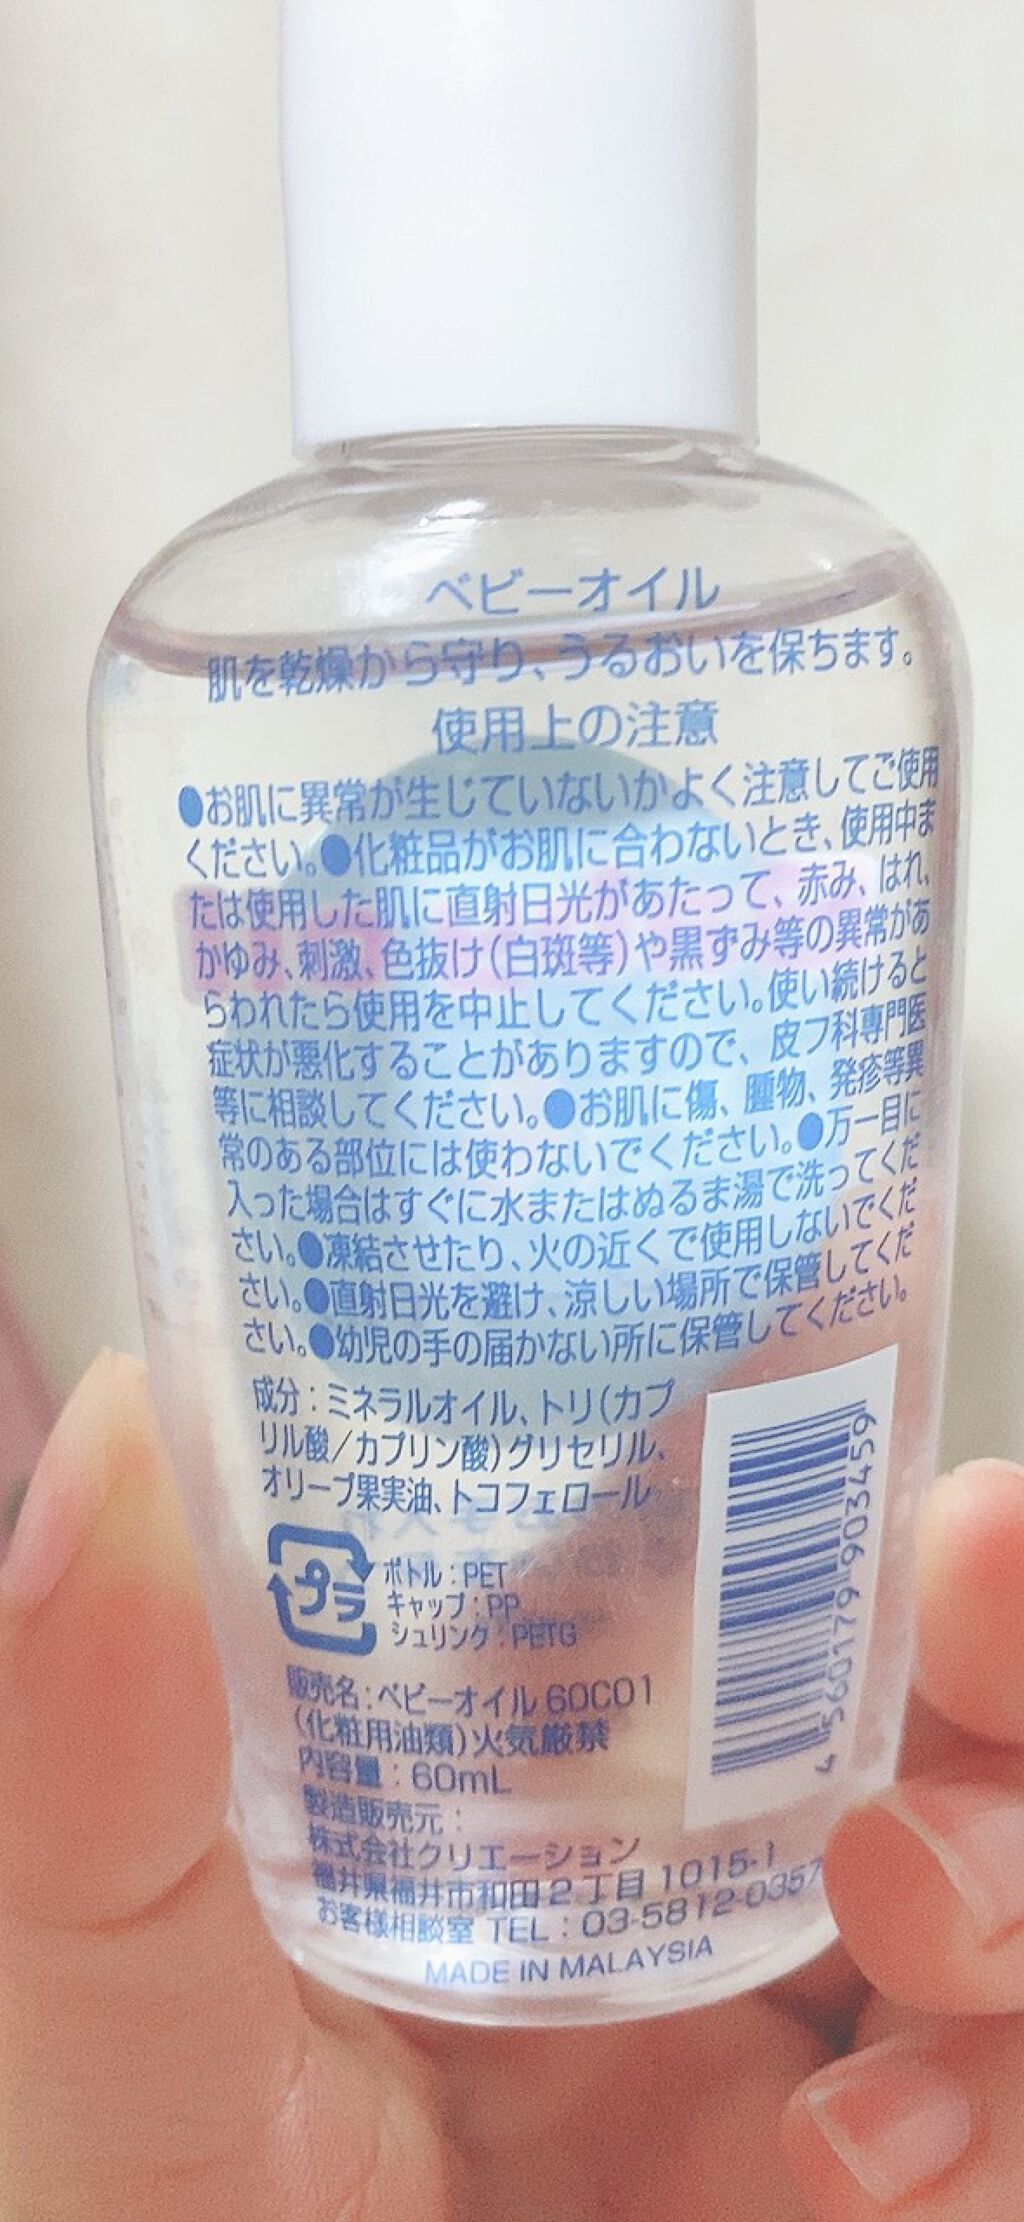 ベビーオイル
肌を乾燥から守り、うるおいを保ちます。
使用上の注意
●お肌に異常が生じていないかよく注意してご使用
ください。●化粧品がお肌に合わないとき、使用中ま
たは使用した肌に直射日光があたって、赤み、はれ、
かゆみ、刺激、色抜け(白斑等)や黒ずみ等の異常があ
らわれたら使用を中止してください。使い続けると
症状が悪化することがありますので、皮フ科専門医
等に相談してください。●お肌に傷、腫物、発疹等異
常のある部位には使わないでください。●万一目に
入った場合はすぐに水またはぬるま湯で洗ってくだ
さい。●凍結させたり、火の近くで使用しないでくだ
さい。●直射日光を避け、涼しい場所で保管してくだ
さい。●幼児の手の届かない所に保管してください。
成分:ミネラルオイル、トリ(カプ
リル酸/カプリン酸)グリセリル、
オリーブ果実油、トコフェロール
プラ
ボトル:PET
キャップ:PP
シュリンク:PETG
販売名:ベビーオイル60C01
(化粧用油類)火気厳禁
内容量:60mL
製造販売元:
株式会社クリエーション
福井県福井市和田2丁目1015-1
お客様相談室 TEL:03-5812-0357
MADE IN MALAYSIA
4 560179 903459